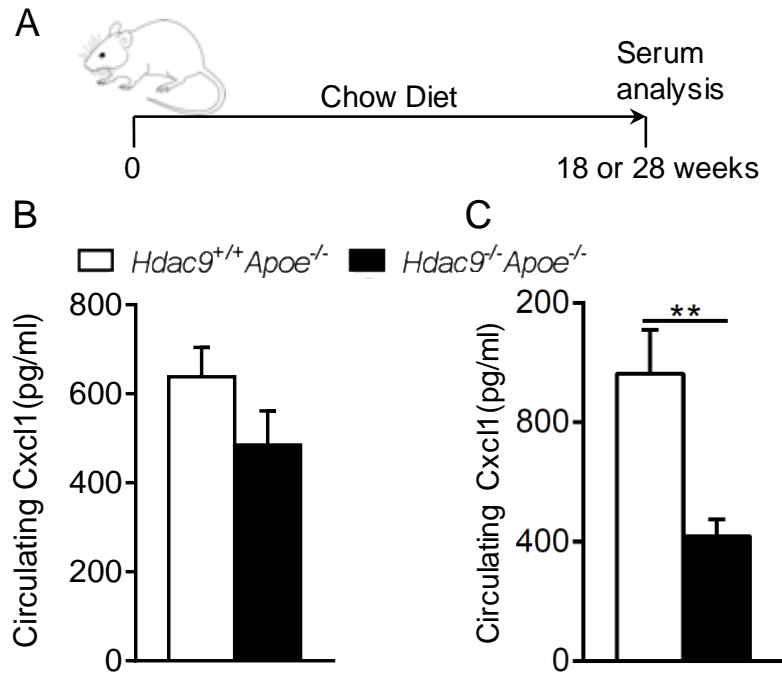 A
Serum
analysis
Chow Diet
0
18 or 28 weeks
B
C
Hdac9+/+Apoe-/-
Hdac9-/-Apoe-/-
800
600
400
200
0
Circulating Cxcl1(pg/ml)
200
800
400
0
Circulating Cxcl1(pg/ml)
**